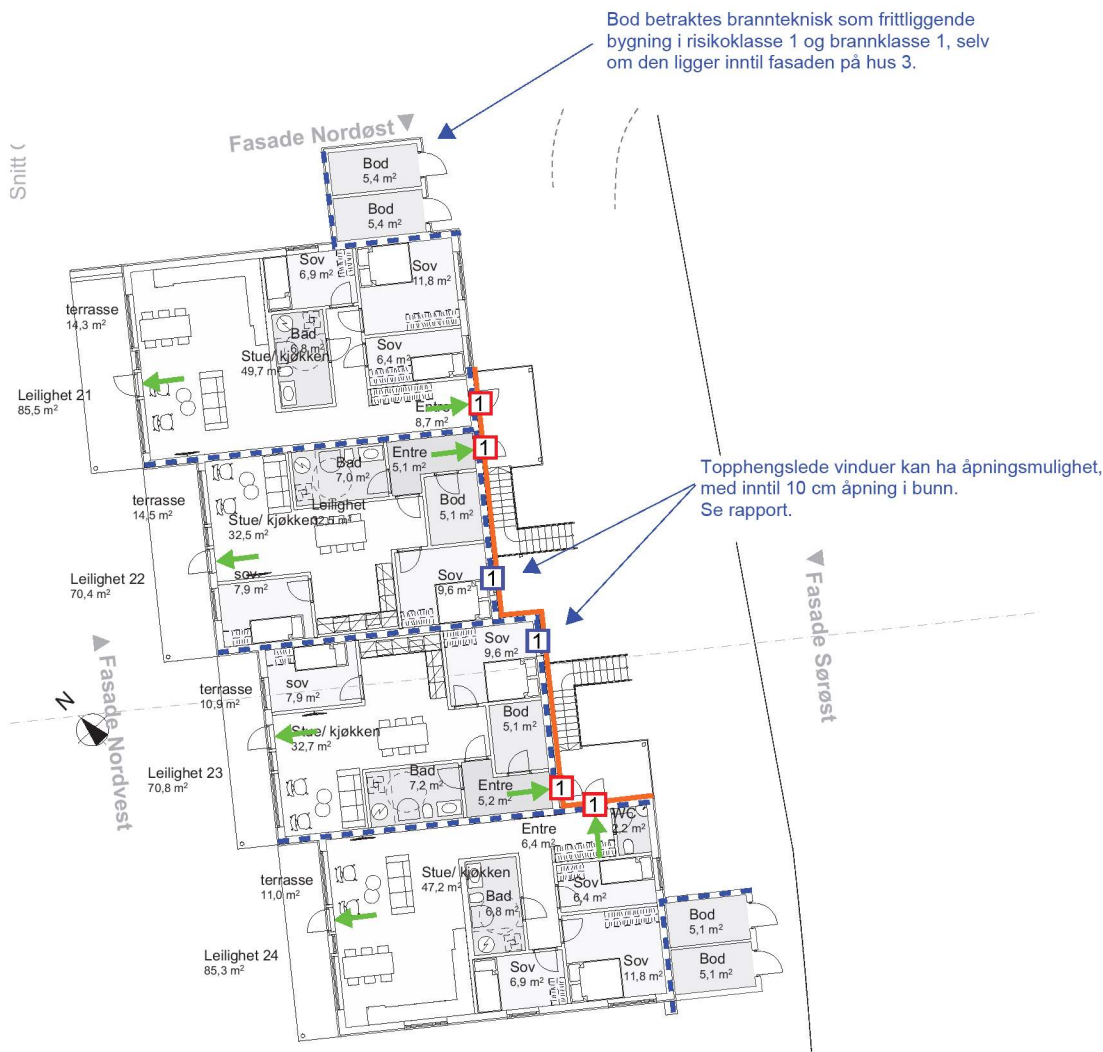 Bod betraktes brannteknisk som frittliggende
bygning i risikoklasse 1 og brannklasse 1, selv
om den ligger inntil fasaden på hus 3.
Snitt (
Fasade Nordøst
Bod
5,4 m²
Bod
5,4 m²
Sov
6,9 m²
Sov
11,8 m²
terrasse
14,3 m²
Bad
6,8 m²
Stue/ kjøkken
49,7 m²
Sov
6,4 m²
Leilighet 21
85,5 m²
Entre
8,7 m²
1
1
Entre
5,1 m²
Bad
7,0 m²
terrasse
14,5 m²
Stue/ kjøkken
32,5 m²
Leilighet
Bod
5,1 m²
Topphengslede vinduer kan ha åpningsmulighet,
med inntil 10 cm åpning i bunn.
Se rapport.
Leilighet 22
70,4 m²
sov
7,9 m²
Sov
9,6 m²
1
Fasade Sørøst
Sov
9,6 m²
1
Fasade Nordvest
N
terrasse
10,9 m²
sov
7,9 m²
Stue/ kjøkken
32,7 m²
Bod
5,1 m²
Leilighet 23
70,8 m²
Bad
7,2 m²
Entre
5,2 m²
1
1
WC
2,2 m²
Entre
6,4 m²
terrasse
11,0 m²
Stue/ kjøkken
47,2 m²
Bad
6,8 m²
Sov
6,4 m²
Bod
5,1 m²
Leilighet 24
85,3 m²
Sov
6,9 m²
Sov
11,8 m²
Bod
5,1 m²